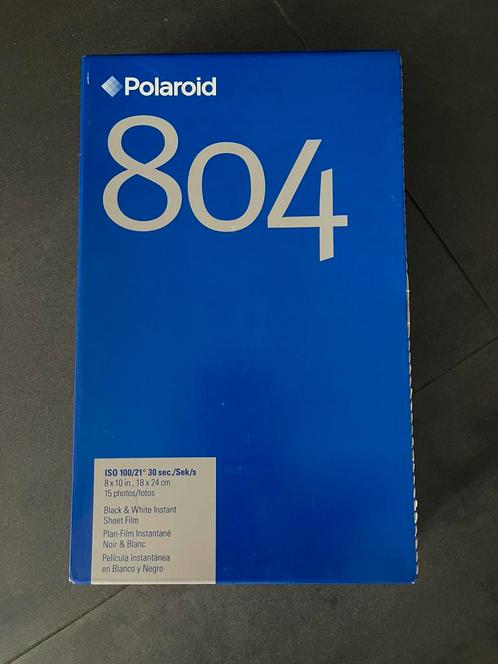 Polaroid
804
ISO 100/21° 30 sec./Sek/s
8 x 10 in., 18 x 24 cm
15 photos/fotos
Black & White Instant
Sheet Film
Plan-Film Instantané
Noir & Blanc
Película Instantánea
en Blanco y Negro